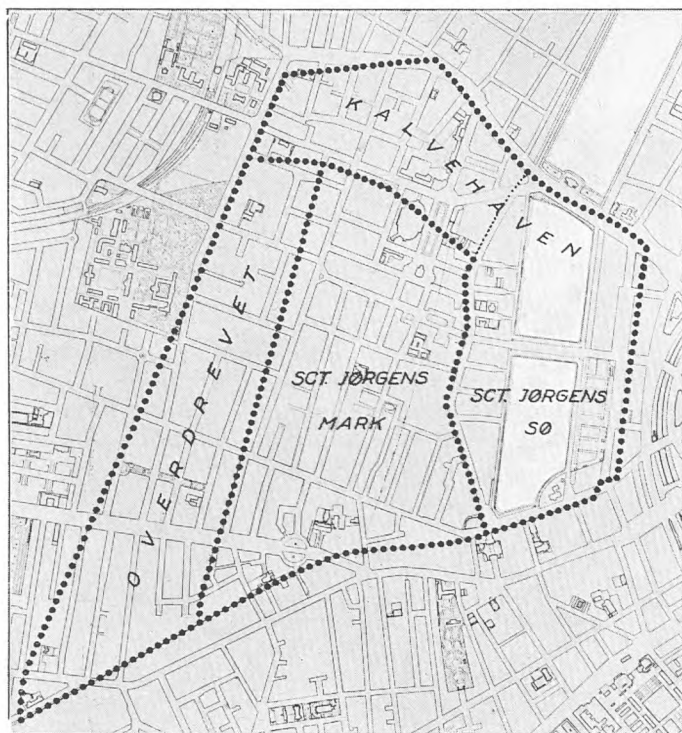 KALVEHAVEN
OVERDREVET
SCT. JØRGENS
MARK
SCT. JØRGENS
SØ